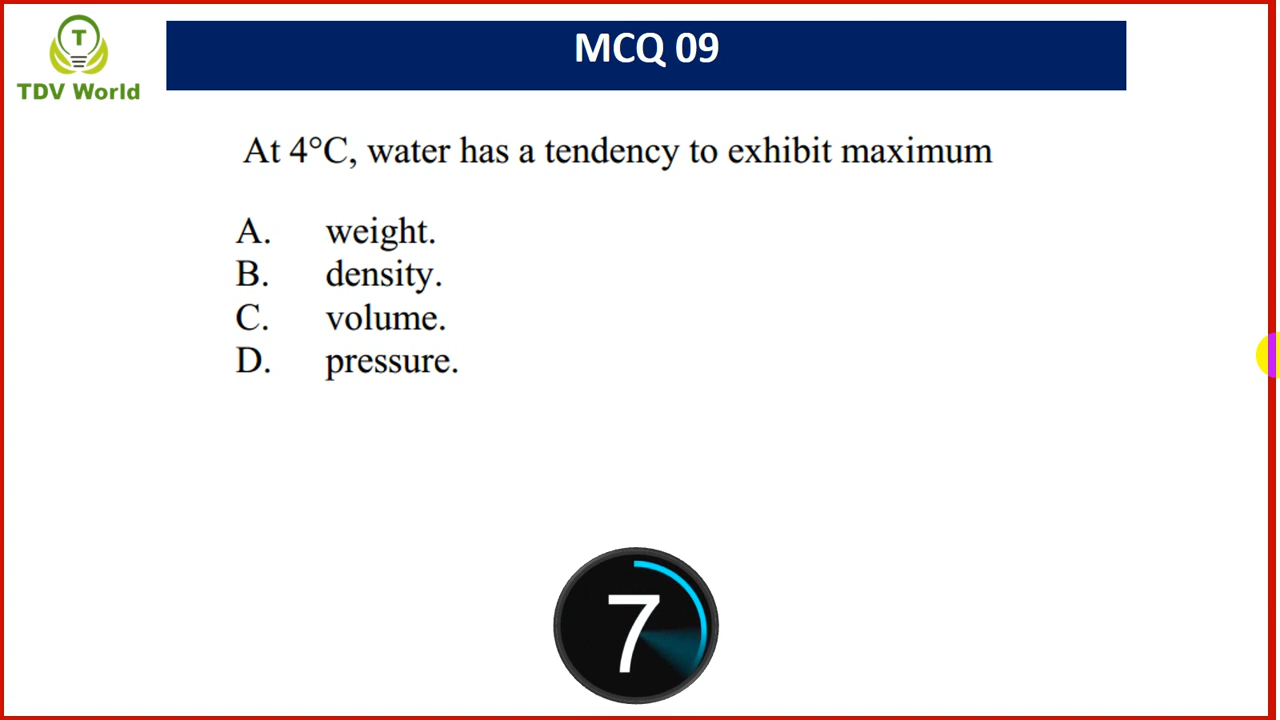 T
TDV World
MCQ 09
At 4°C, water has a tendency to exhibit maximum
A. weight.
B. density.
C. volume.
D. pressure.
7